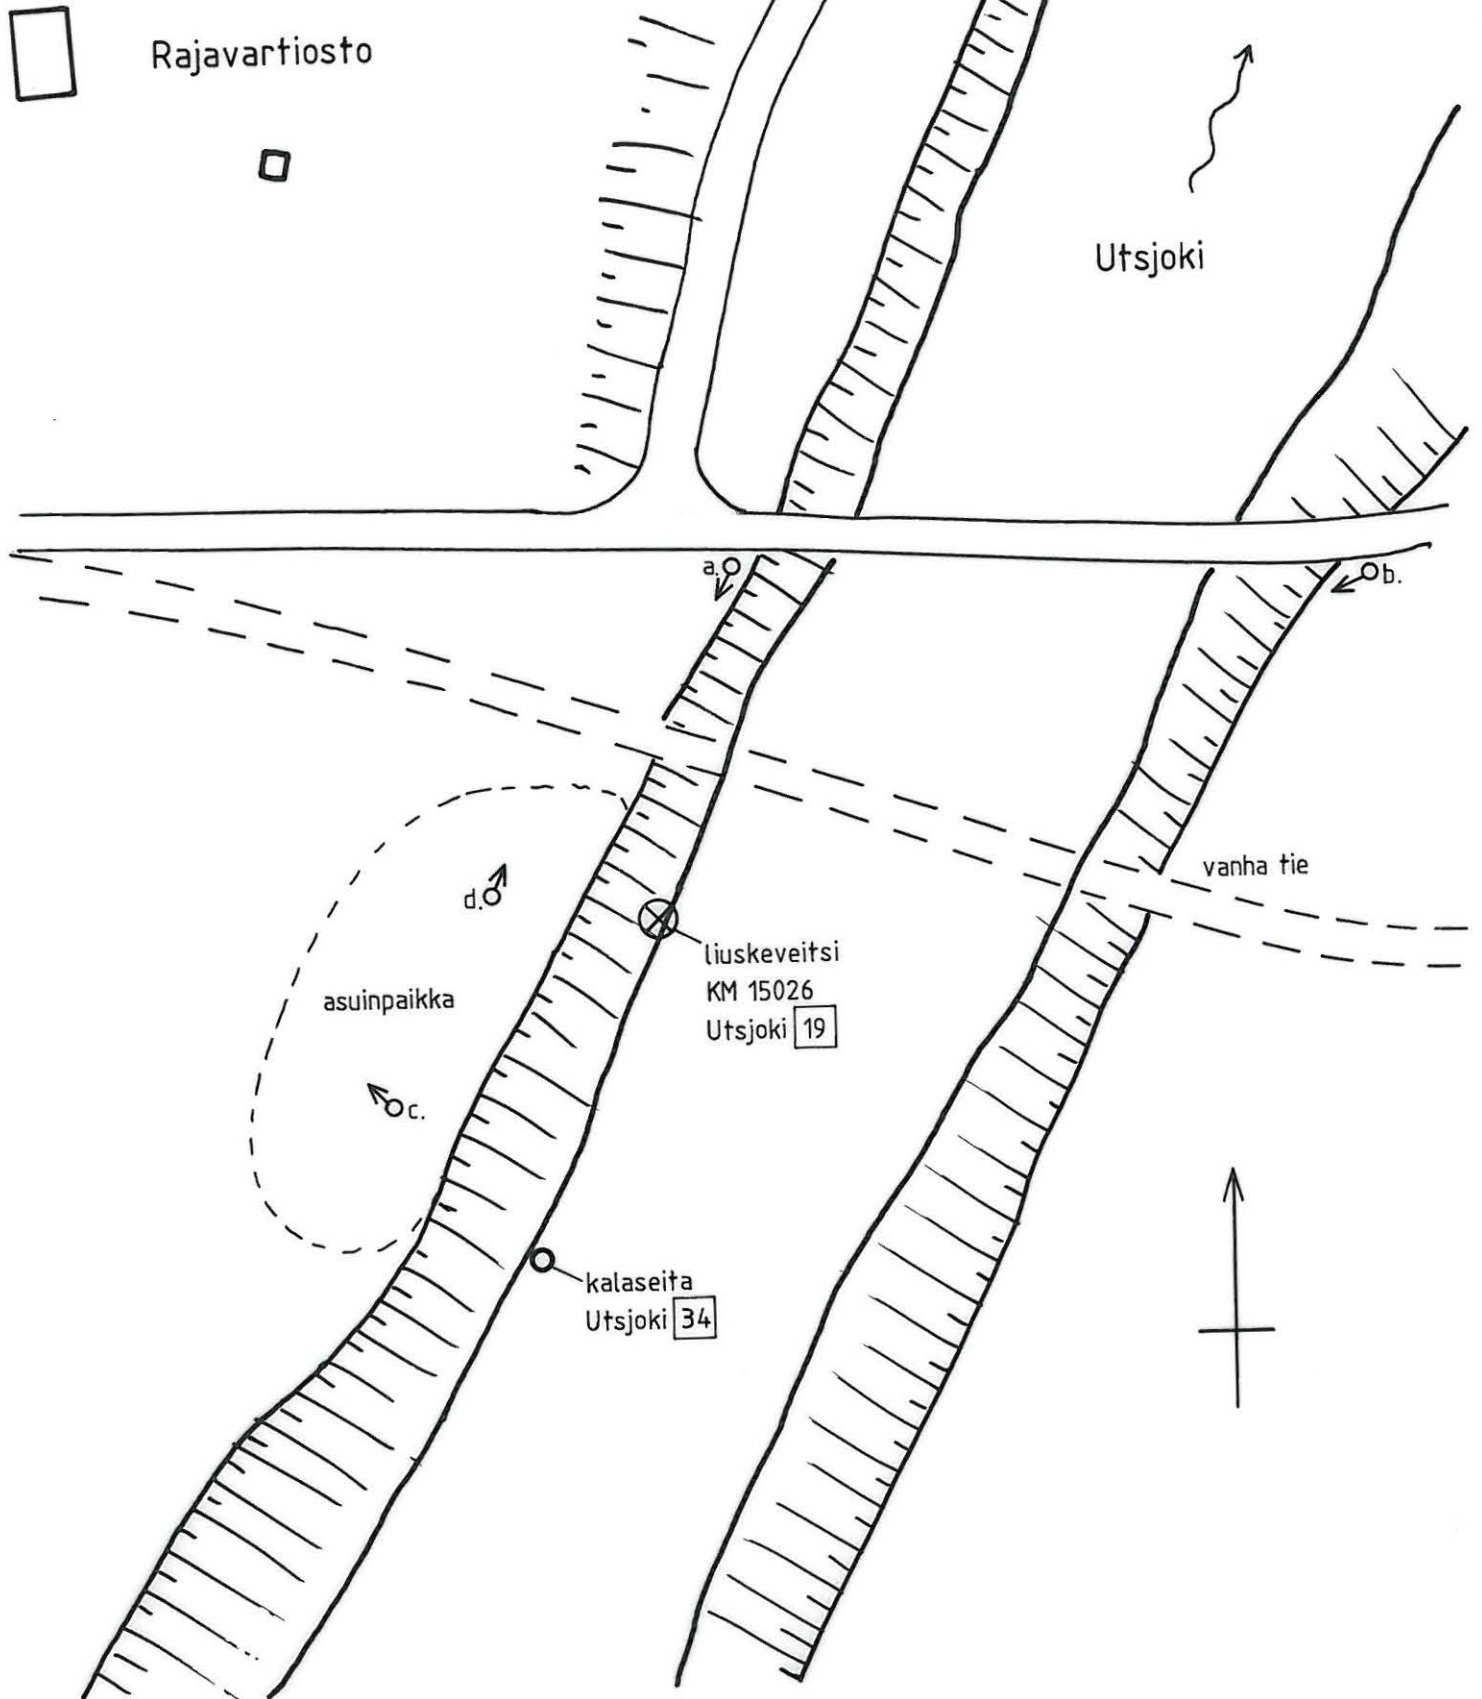 Rajavartiosto
Utsjoki
a.
b.
vanha tie
d.
liuskeveitsi
KM 15026
Utsjoki 19
asuinpaikka
c.
kalaseita
Utsjoki 34